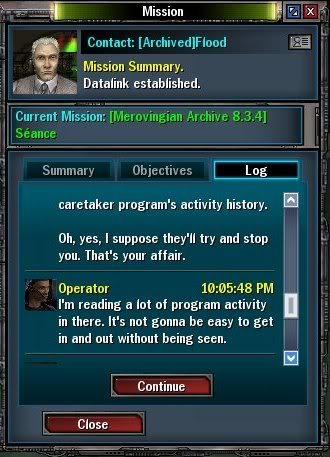 Mission
Contact: [Archived]Flood
Mission Summary.
Datalink established.
Current Mission: [Merovingian Archive 8.3.4]
Séance
Summary
Objectives
Log
caretaker program's activity history.
Oh, yes, I suppose they'll try and stop
you. That's your affair.
Operator 10:05:48 PM
I'm reading a lot of program activity
in there. It's not gonna be easy to get
in and out without being seen.
Continue
Close